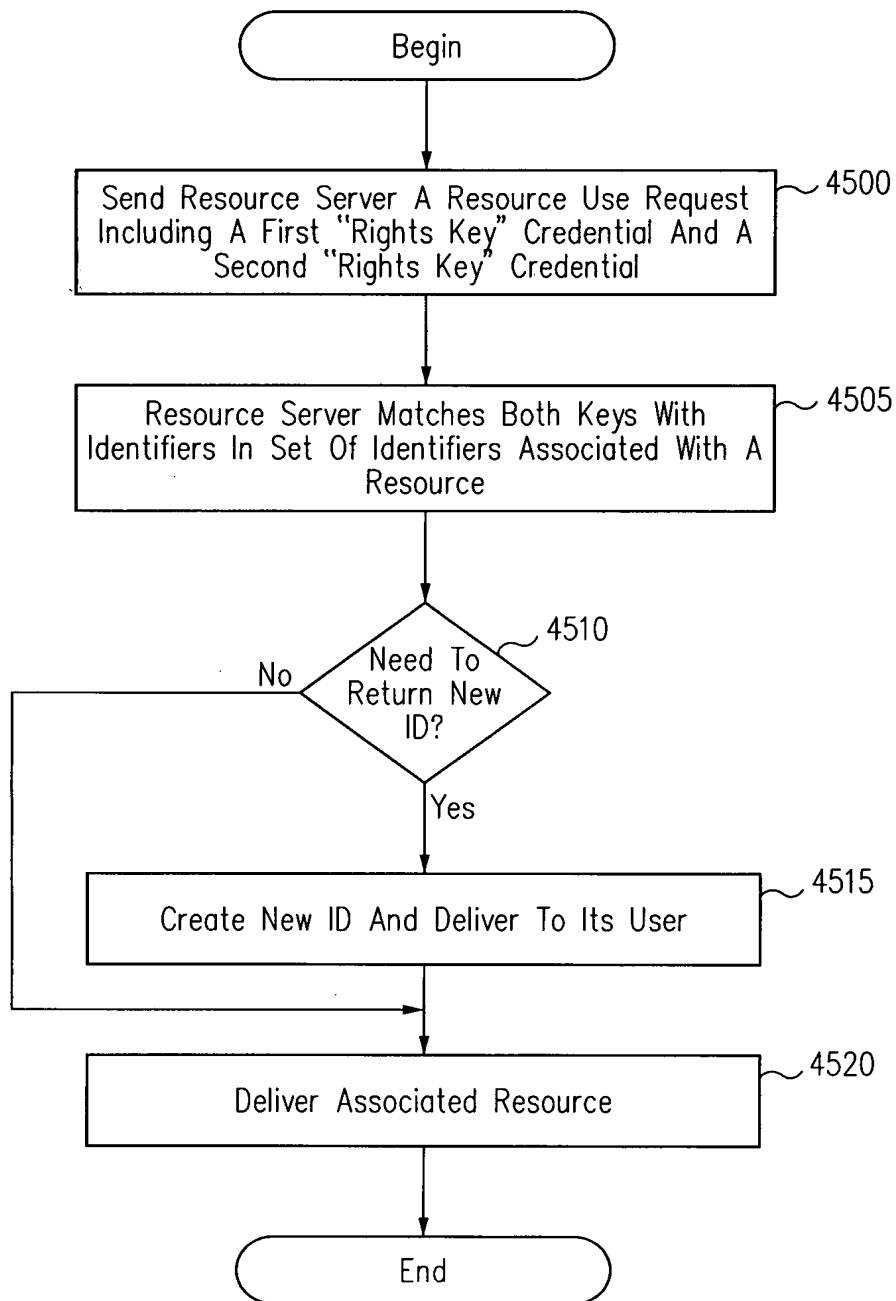 Begin
Send Resource Server A Resource Use Request
Including A First "Rights Key" Credential And A
Second "Rights Key" Credential
4500
Resource Server Matches Both Keys With
Identifiers In Set Of Identifiers Associated With A
Resource
4505
Need To
Return New
ID?
4510
No
Yes
Create New ID And Deliver To Its User
4515
Deliver Associated Resource
4520
End